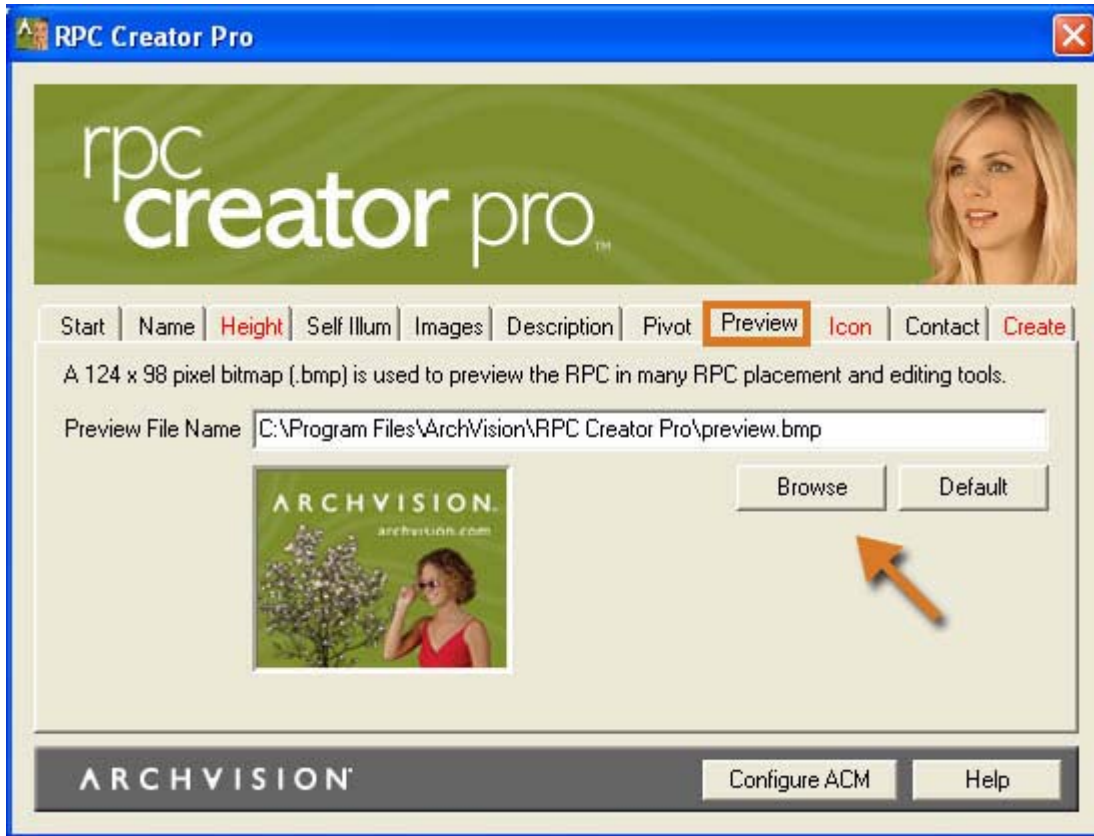 RPC Creator Pro
rpc
creator pro™
Start Name Height Self Illum Images Description Pivot Preview Icon Contact Create
A 124 x 98 pixel bitmap (.bmp) is used to preview the RPC in many RPC placement and editing tools.
Preview File Name C:\Program Files\ArchVision\RPC Creator Pro\preview.bmp
Browse Default
ARCHVISION.
archvision.com
ARCHVISION Configure ACM Help